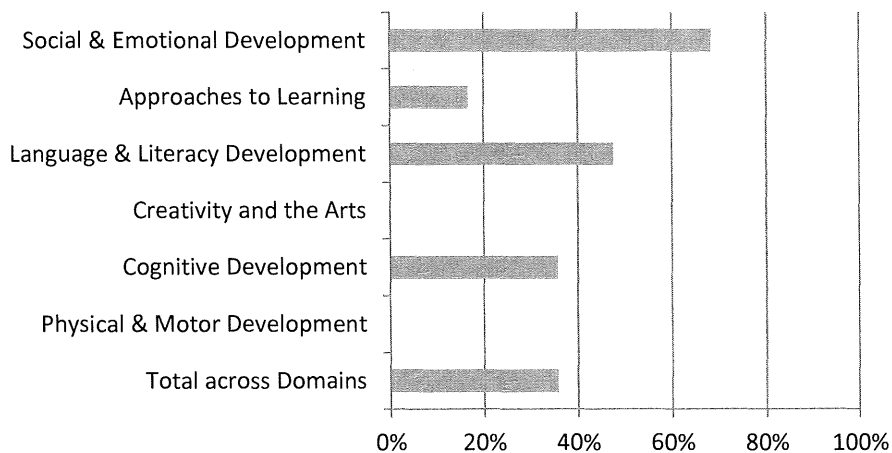 Social & Emotional Development
Approaches to Learning
Language & Literacy Development
Creativity and the Arts
Cognitive Development
Physical & Motor Development
Total across Domains
0% 20% 40% 60% 80% 100%